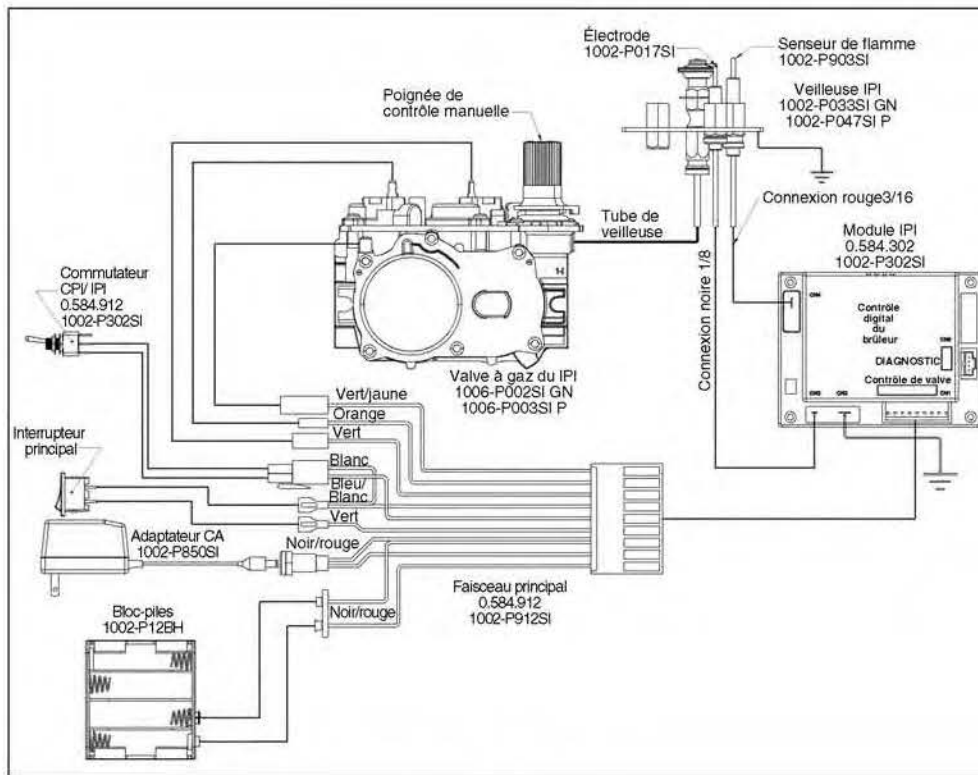 Électrode
1002-P017SI
Senseur de flamme
1002-P903SI
Poignée de
contrôle manuelle
Veilleuse IPI
1002-P033SI GN
1002-P047SI P
Connexion rouge3/16
Tube de
veilleuse
Module IPI
0.584.302
1002-P302SI
Commutateur
CPI/ IPI
0.584.912
1002-P302SI
Connexion noire 1/8
Contrôle
digital
du
brûleur
DIAGNOSTIC
Contrôle de valve
Valve à gaz du IPI
1006-P002SI GN
1006-P003SI P
Vert/jaune
Orange
Vert
Interrupteur
principal
Blanc
Bleu/
Blanc
Vert
Adaptateur CA
1002-P850SI
Noir/rouge
Faisceau principal
0.584.912
1002-P912SI
Bloc-piles
1002-P12BH
Noir/rouge